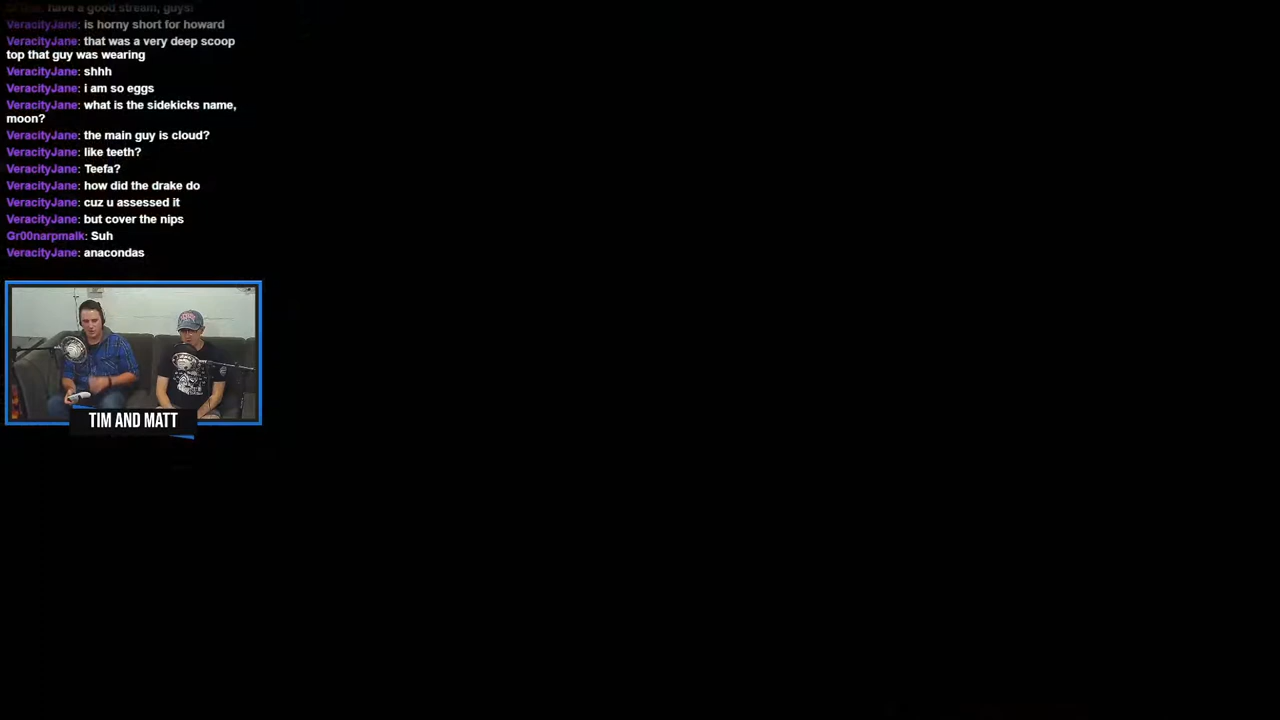 have a good stream, guys!
VeracityJane: is horny short for howard
VeracityJane: that was a very deep scoop
top that guy was wearing
VeracityJane: shhh
VeracityJane: i am so eggs
VeracityJane: what is the sidekicks name,
moon?
VeracityJane: the main guy is cloud?
VeracityJane: like teeth?
VeracityJane: Teefa?
VeracityJane: how did the drake do
VeracityJane: cuz u assessed it
VeracityJane: but cover the nips
Gr00narpmalk: Suh
VeracityJane: anacondas
TIM AND MATT